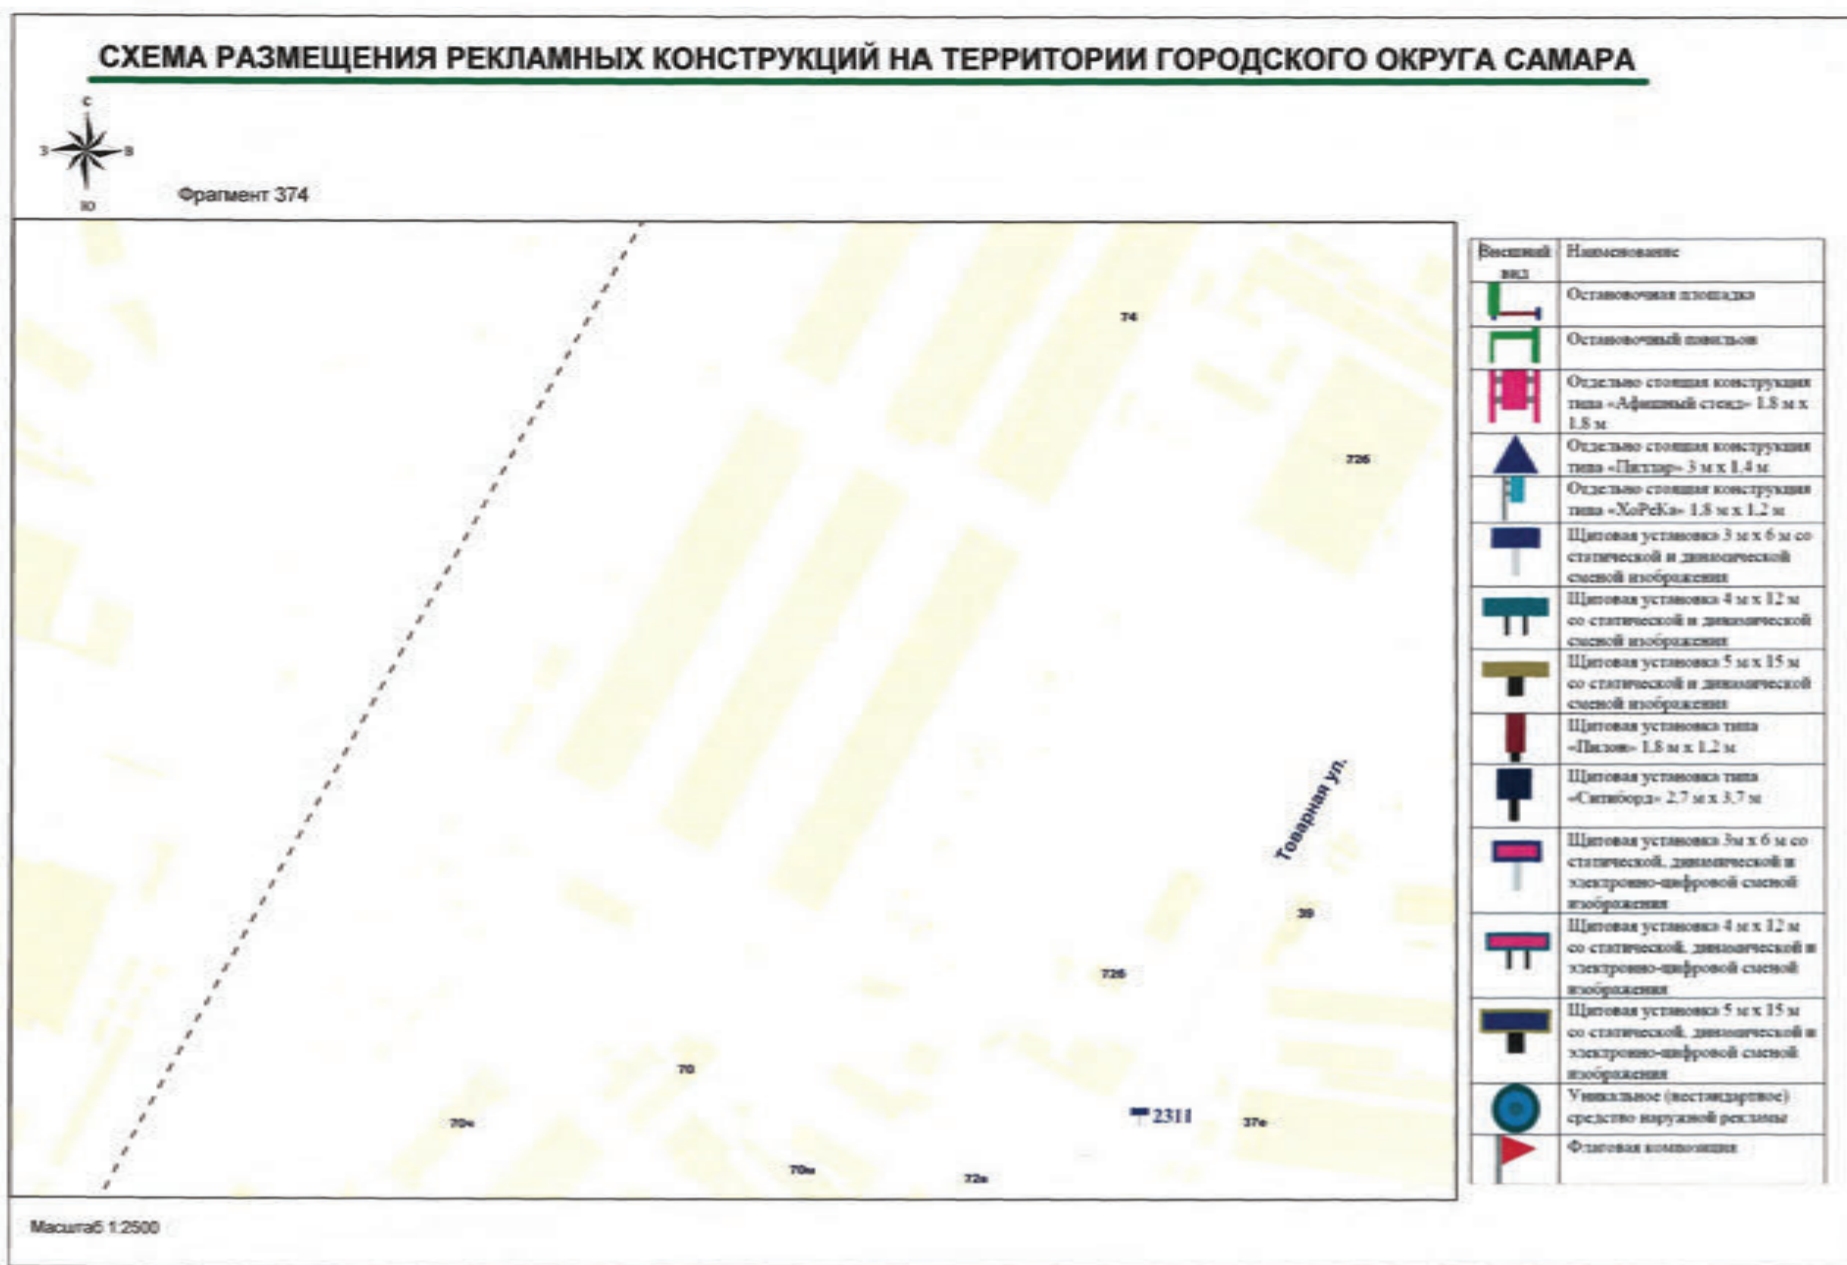 СХЕМА РАЗМЕЩЕНИЯ РЕКЛАМНЫХ КОНСТРУКЦИЙ НА ТЕРРИТОРИИ ГОРОДСКОГО ОКРУГА САМАРА
С
З
В
Ю
Фрагмент 374
74
72б
Товарная ул.
39
72б
70
70ч
2311
37е
70м
72в
Внешний вид
Наименование
Остановочная площадка
Остановочный павильон
Отдельно стоящая конструкция
типа «Афишный стенд» 1.8 м х
1.8 м
Отдельно стоящая конструкция
типа «Пиллар» 3 м х 1,4 м
Отдельно стоящая конструкция
типа «ХоРеКа» 1.8 м х 1.2 м
Щитовая установка 3 м х 6 м со
статической и динамической
сменой изображения
Щитовая установка 4 м х 12 м
со статической и динамической
сменой изображения
Щитовая установка 5 м х 15 м
со статической и динамической
сменой изображения
Щитовая установка типа
«Пилон» 1.8 м х 1.2 м
Щитовая установка типа
«Ситиборд» 2.7 м х 3.7 м
Щитовая установка 3м х 6 м со
статической, динамической и
электронно-цифровой сменой
изображения
Щитовая установка 4 м х 12 м
со статической, динамической и
электронно-цифровой сменой
изображения
Щитовая установка 5 м х 15 м
со статической, динамической и
электронно-цифровой сменой
изображения
Уникальное (нестандартное)
средство наружной рекламы
Флаговая композиция
Масштаб 1:2500